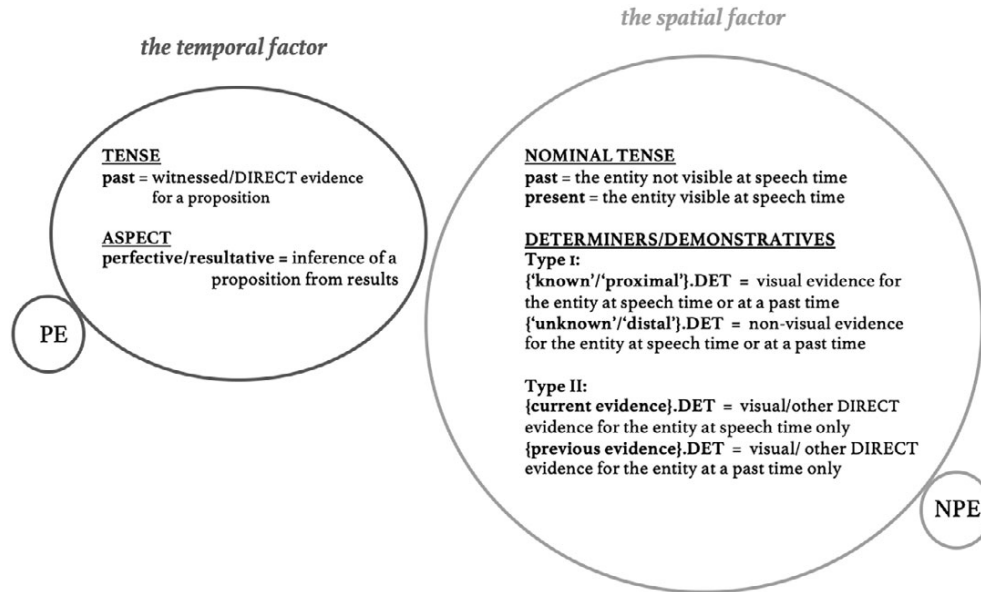 the spatial factor
the temporal factor
TENSE
past = witnessed/DIRECT evidence
for a proposition
ASPECT
perfective/resultative = inference of a
proposition from results
PE
NOMINAL TENSE
past = the entity not visible at speech time
present = the entity visible at speech time
DETERMINERS/DEMONSTRATIVES
Type I:
{‘known’/‘proximal’}.DET = visual evidence for
the entity at speech time or at a past time
{‘unknown’/‘distal’}.DET = non-visual evidence
for the entity at speech time or at a past time
Type II:
{current evidence}.DET = visual/other DIRECT
evidence for the entity at speech time only
{previous evidence}.DET = visual/ other DIRECT
evidence for the entity at a past time only
NPE